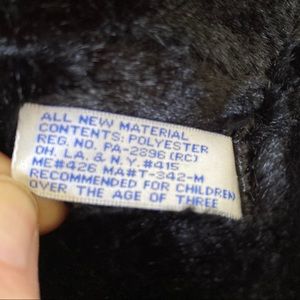 ALL NEW MATERIAL
CONTENTS: POLYESTER
REG. NO. PA-2896 (RC)
OH. LA. & N.Y. #415
ME#426 MA#T-342-M
RECOMMENDED FOR CHILDREN
OVER THE AGE OF THREE